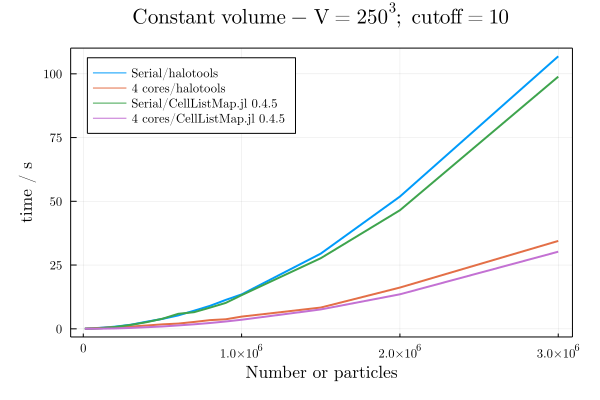 Constant volume − V = 250³; cutoff = 10
Serial/halotools
4 cores/halotools
Serial/CellListMap.jl 0.4.5
4 cores/CellListMap.jl 0.4.5
time / s
100
75
50
25
0
0
1.0×10⁶
2.0×10⁶
3.0×10⁶
Number or particles